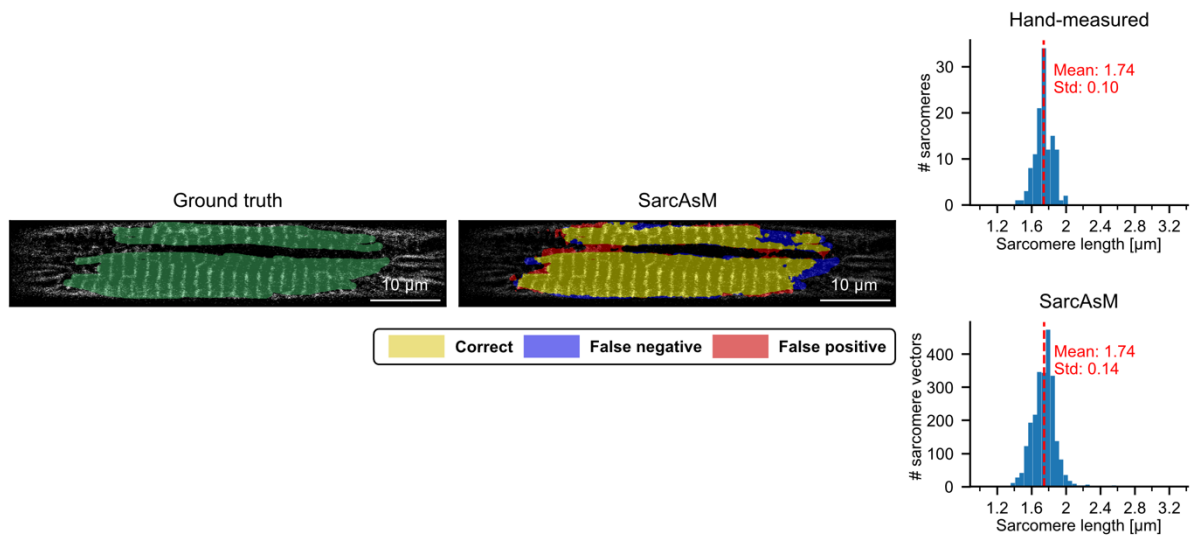 Ground truth
10 µm
SarcAsM
10 µm
Correct
False negative
False positive
Hand-measured
Mean: 1.74
Std: 0.10
# sarcomeres
30
20
10
0
1.2 1.6 2 2.4 2.8 3.2
Sarcomere length [µm]
SarcAsM
Mean: 1.74
Std: 0.14
# sarcomere vectors
400
300
200
100
0
1.2 1.6 2 2.4 2.8 3.2
Sarcomere length [µm]